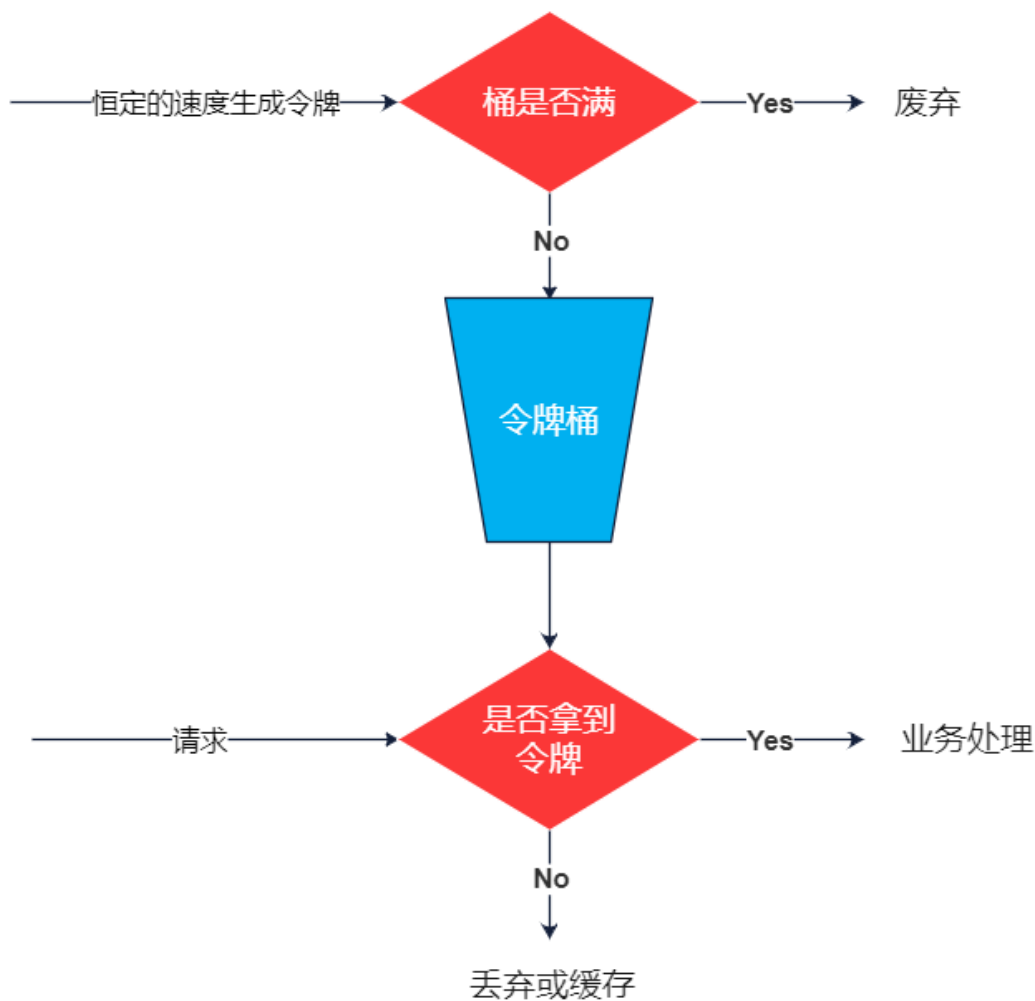 恒定的速度生成令牌
桶是否满
Yes
废弃
No
令牌桶
请求
是否拿到
令牌
Yes
业务处理
No
丢弃或缓存